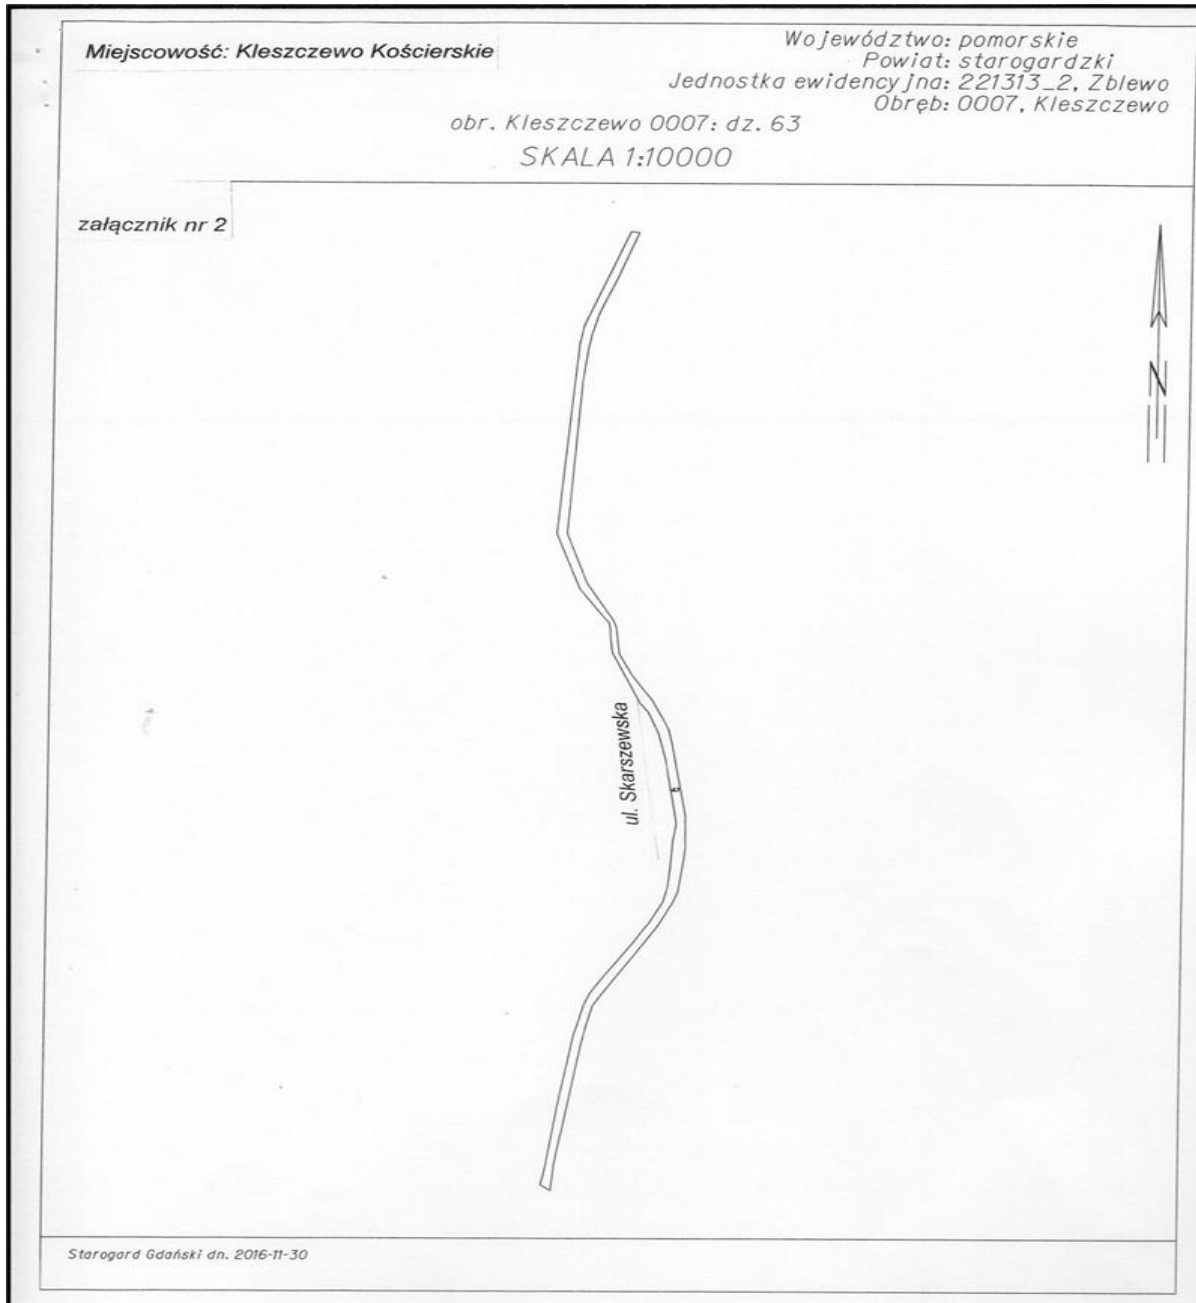 Miejscowość: Kleszczewo Kościerskie
Województwo: pomorskie
Powiat: starogardzki
Jednostka ewidencyjna: 221313_2, Zblewo
Obręb: 0007, Kleszczewo
obr. Kleszczewo 0007: dz. 63
SKALA 1:10000
załącznik nr 2
N
ul. Skarszewska
Starogard Gdański dn. 2016-11-30